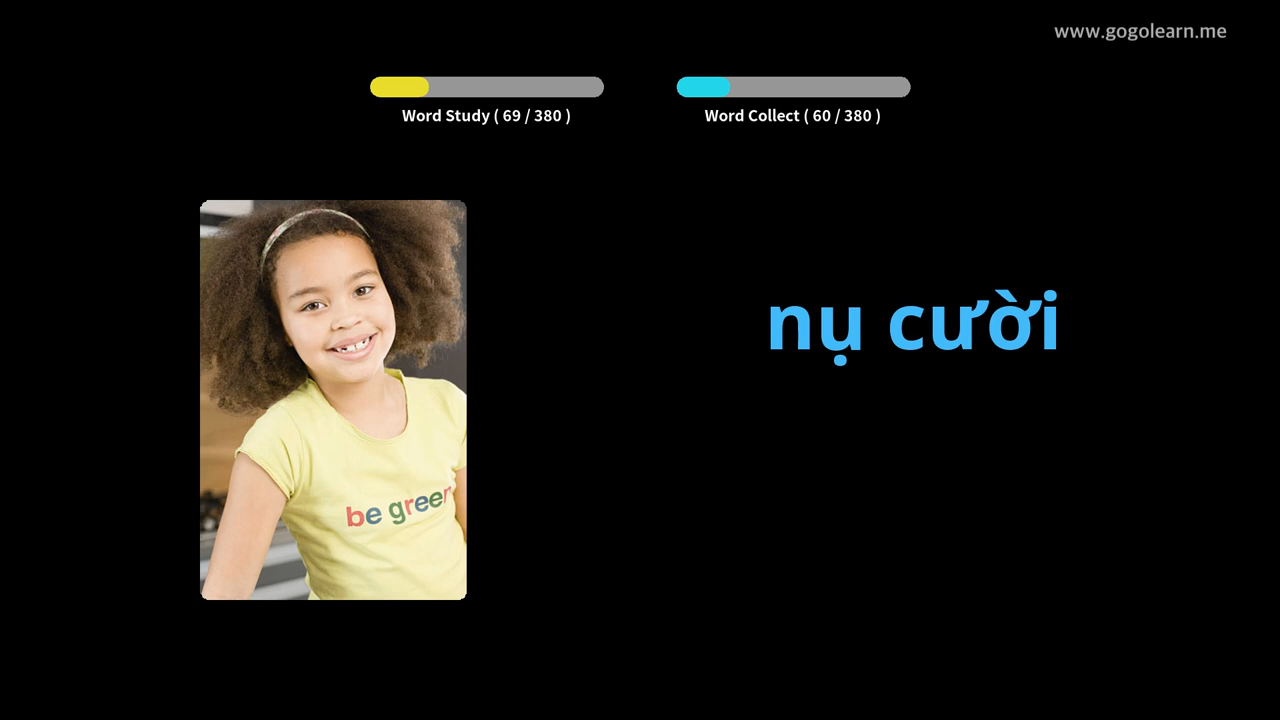 www.gogolearn.me
Word Study ( 69 / 380 )
Word Collect ( 60 / 380 )
nụ cười
be green